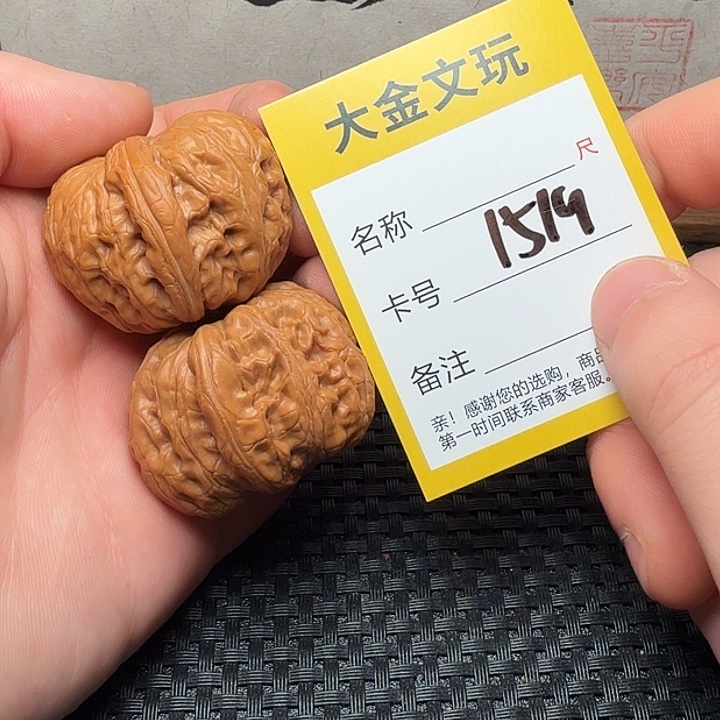 大金文玩
尺
名称
卡号 1519
备注
亲！感谢您的选购，商品
第一时间联系商家客服。